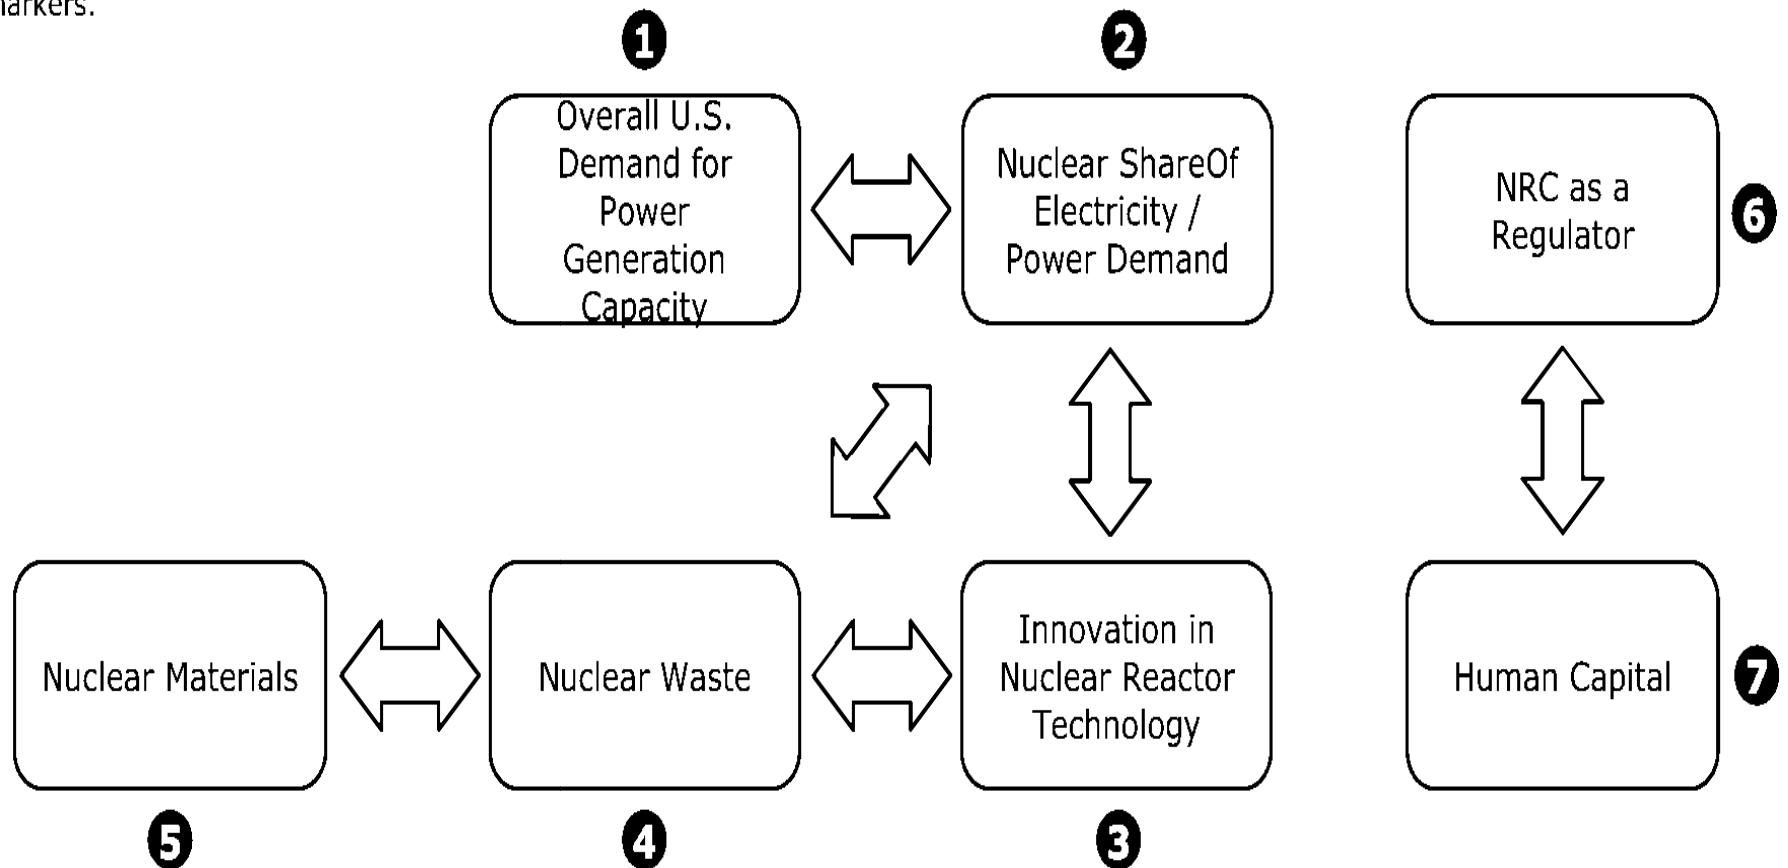 markers.
1
2
Overall U.S.
Demand for
Power
Generation
Capacity
Nuclear ShareOf
Electricity /
Power Demand
NRC as a
Regulator
6
Nuclear Materials
Nuclear Waste
Innovation in
Nuclear Reactor
Technology
Human Capital
7
5
4
3